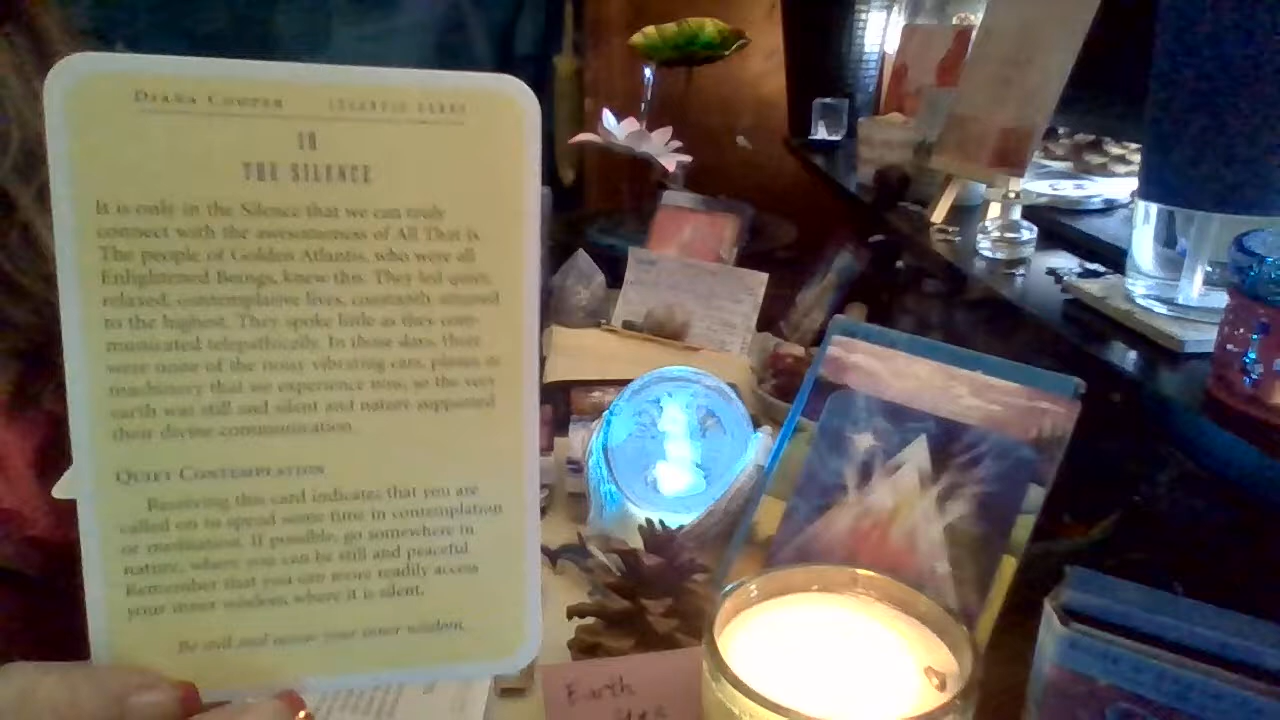 DIANA COOPER ATLANTIS CARDS
THE SILENCE
It is only in the Silence that we can truly
connect with the awesomeness of All That is.
The people of Golden Atlantis, who were all
Enlightened Beings, knew this. They led quiet,
relaxed, contemplative lives, constantly attuned
to the highest. They spoke little as they com-
municated telepathically. In those days, there
were none of the noisy vibrating cars, planes or
machinery that we experience now, so the very
earth was still and silent and nature supported
their divine communication.
QUIET CONTEMPLATION
Receiving this card indicates that you are
called on to spend some time in contemplation
or meditation. If possible, go somewhere in
nature, where you can be still and peaceful.
Remember that you can more readily access
your inner wisdom, where it is silent.
Be still and know your inner wisdom.
Earth